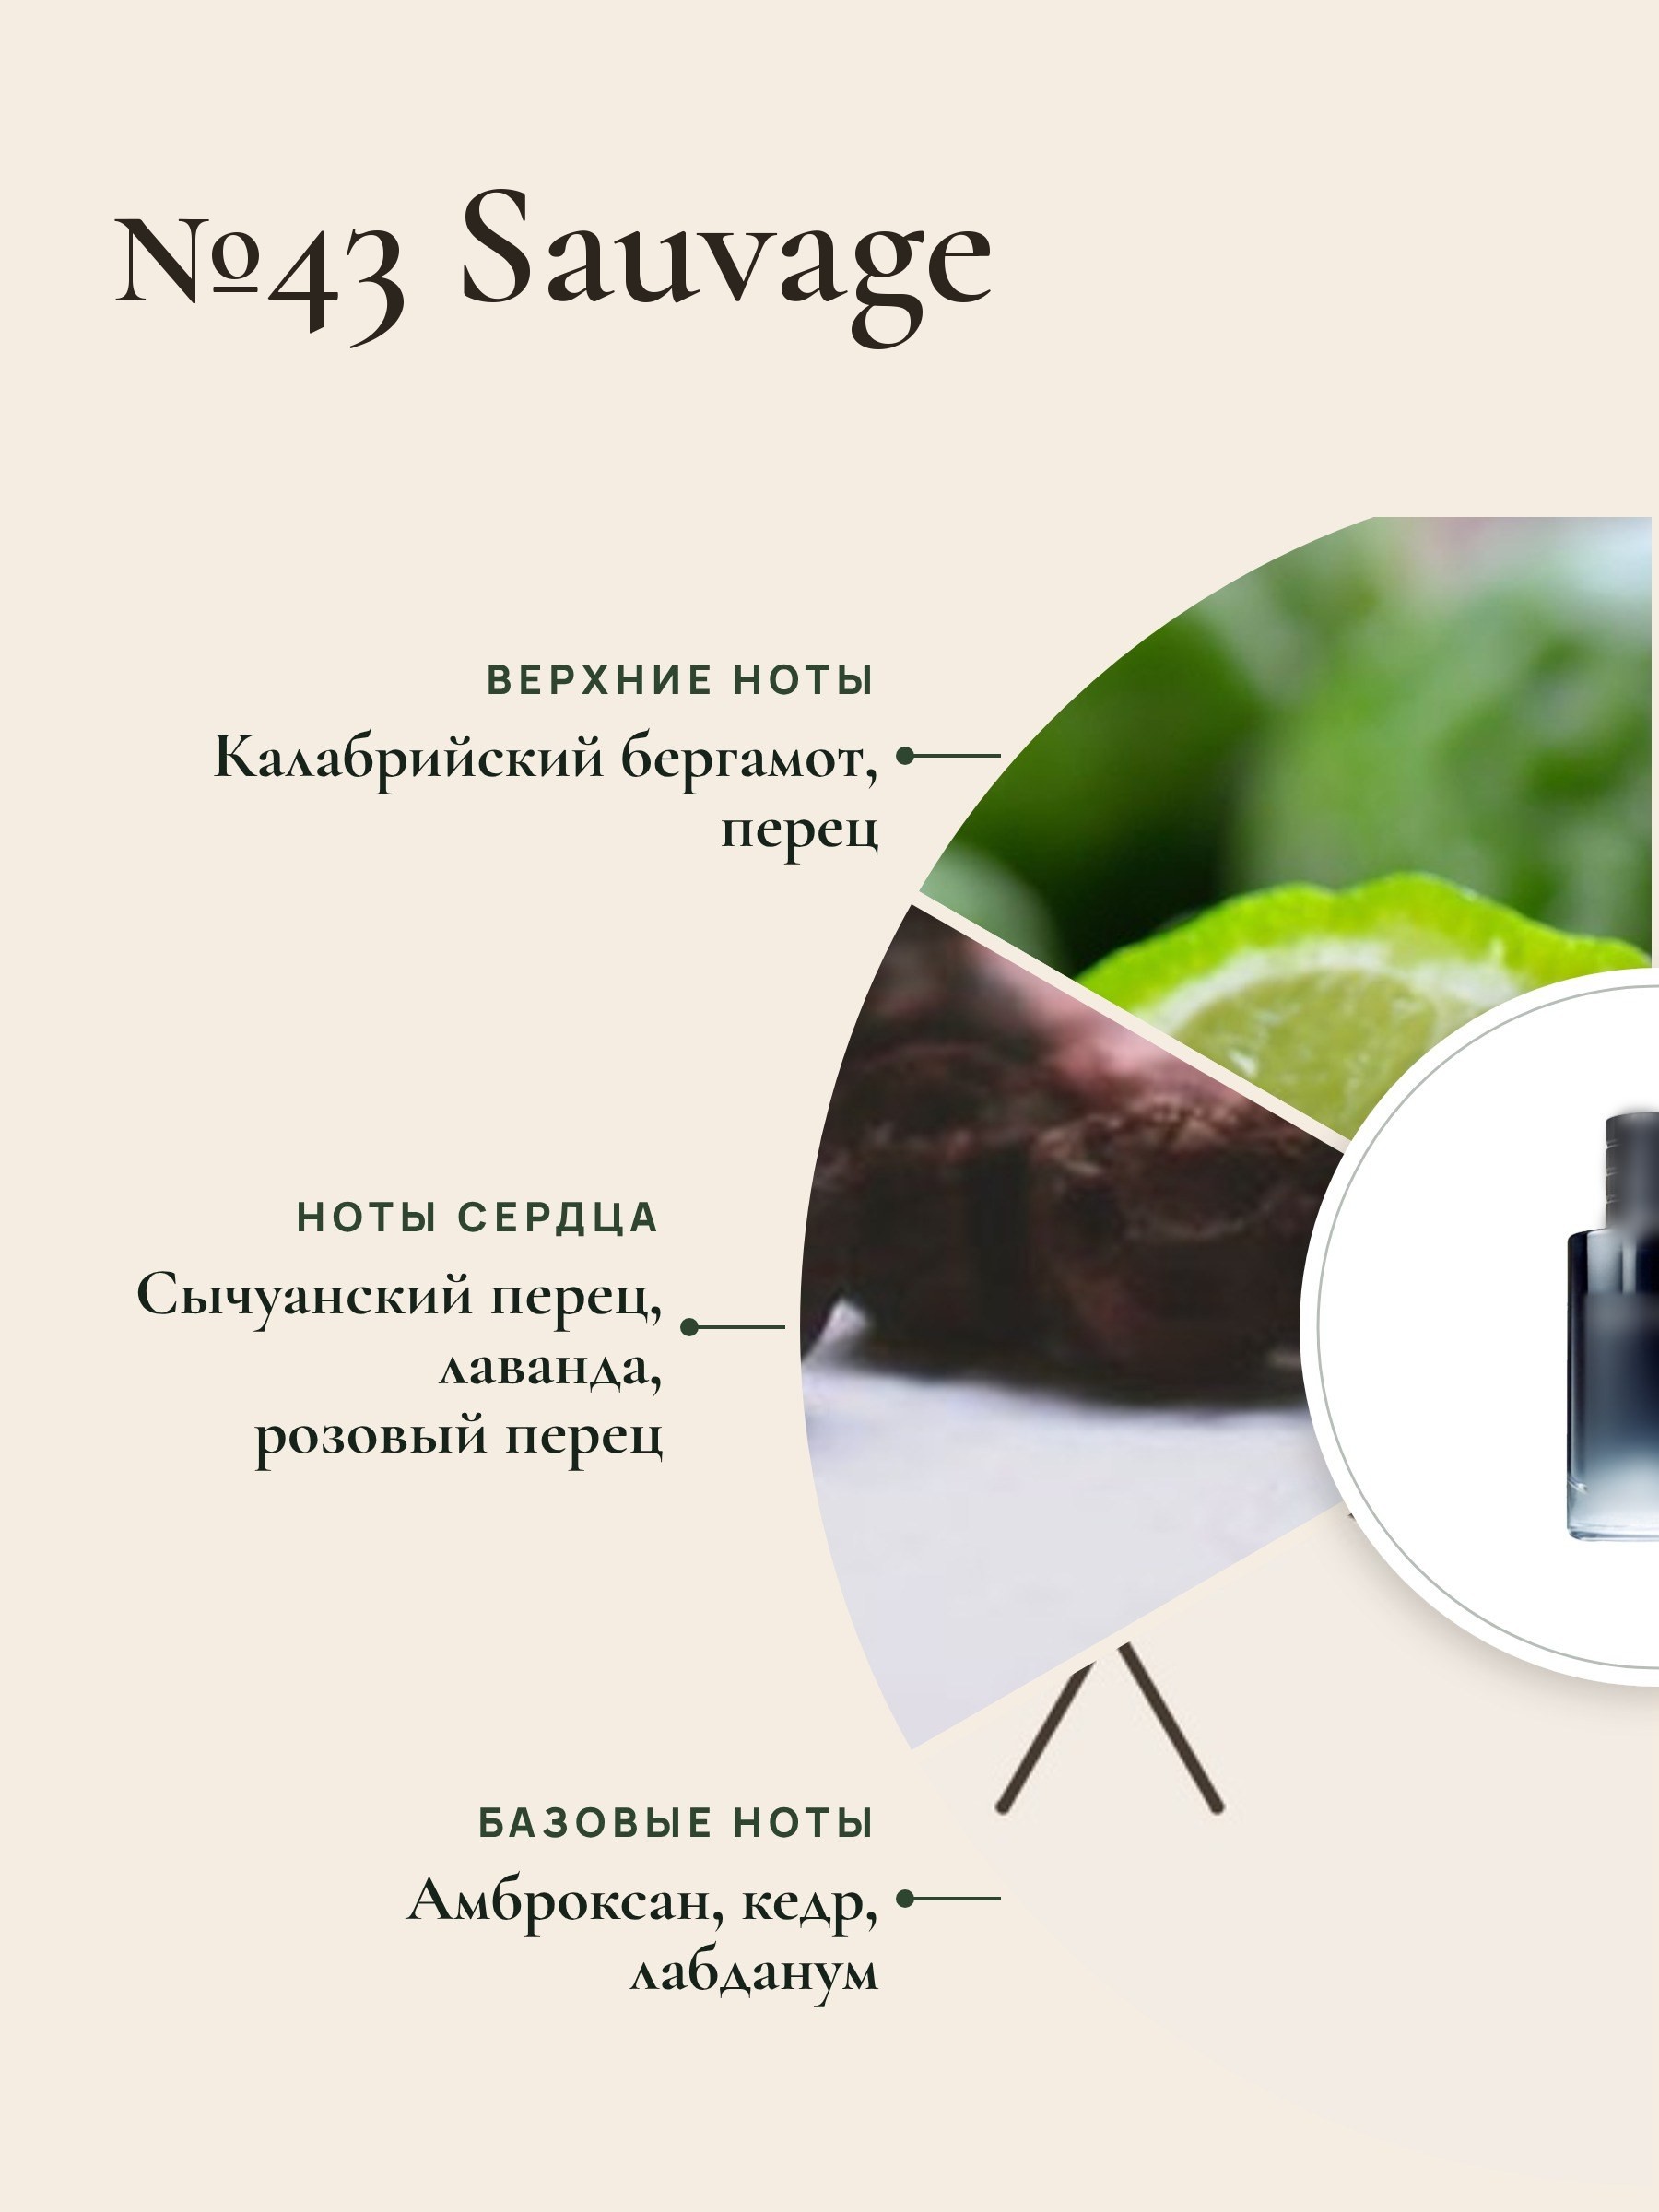 №43 Sauvage
ВЕРХНИЕ НОТЫ
Калабрийский бергамот,
перец
НОТЫ СЕРДЦА
Сычуанский перец,
лаванда,
розовый перец
БАЗОВЫЕ НОТЫ
Амброксан, кедр,
лабданум